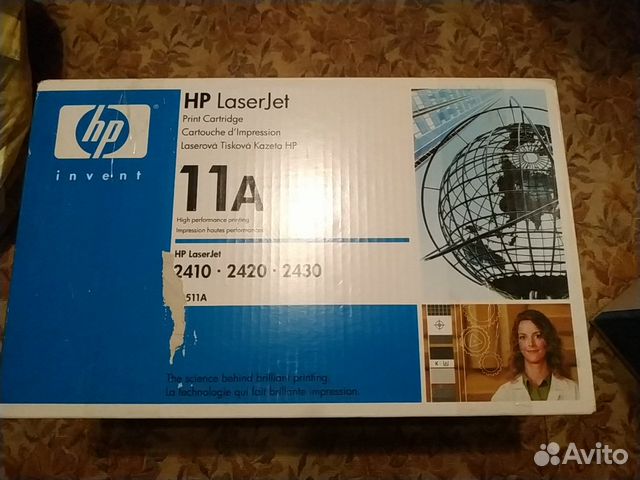 hp
invent
HP LaserJet
Print Cartridge
Cartouche d'Impression
Laserová Tisková Kazeta HP
11A
High performance printing
Impression hautes performances
HP LaserJet
2410 · 2420 · 2430
511A
The science behind brilliant printing.
La technologie qui fait brillante impression.
K
Avito